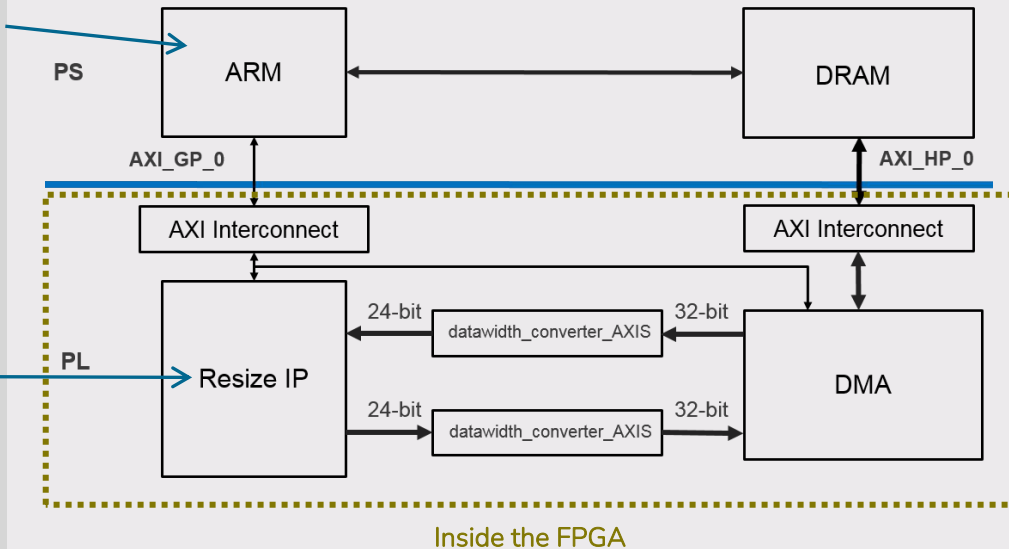 PS
ARM
DRAM
AXI_GP_0
AXI_HP_0
AXI Interconnect
AXI Interconnect
24-bit
datawidth_converter_AXIS
32-bit
PL
Resize IP
DMA
24-bit
datawidth_converter_AXIS
32-bit
Inside the FPGA